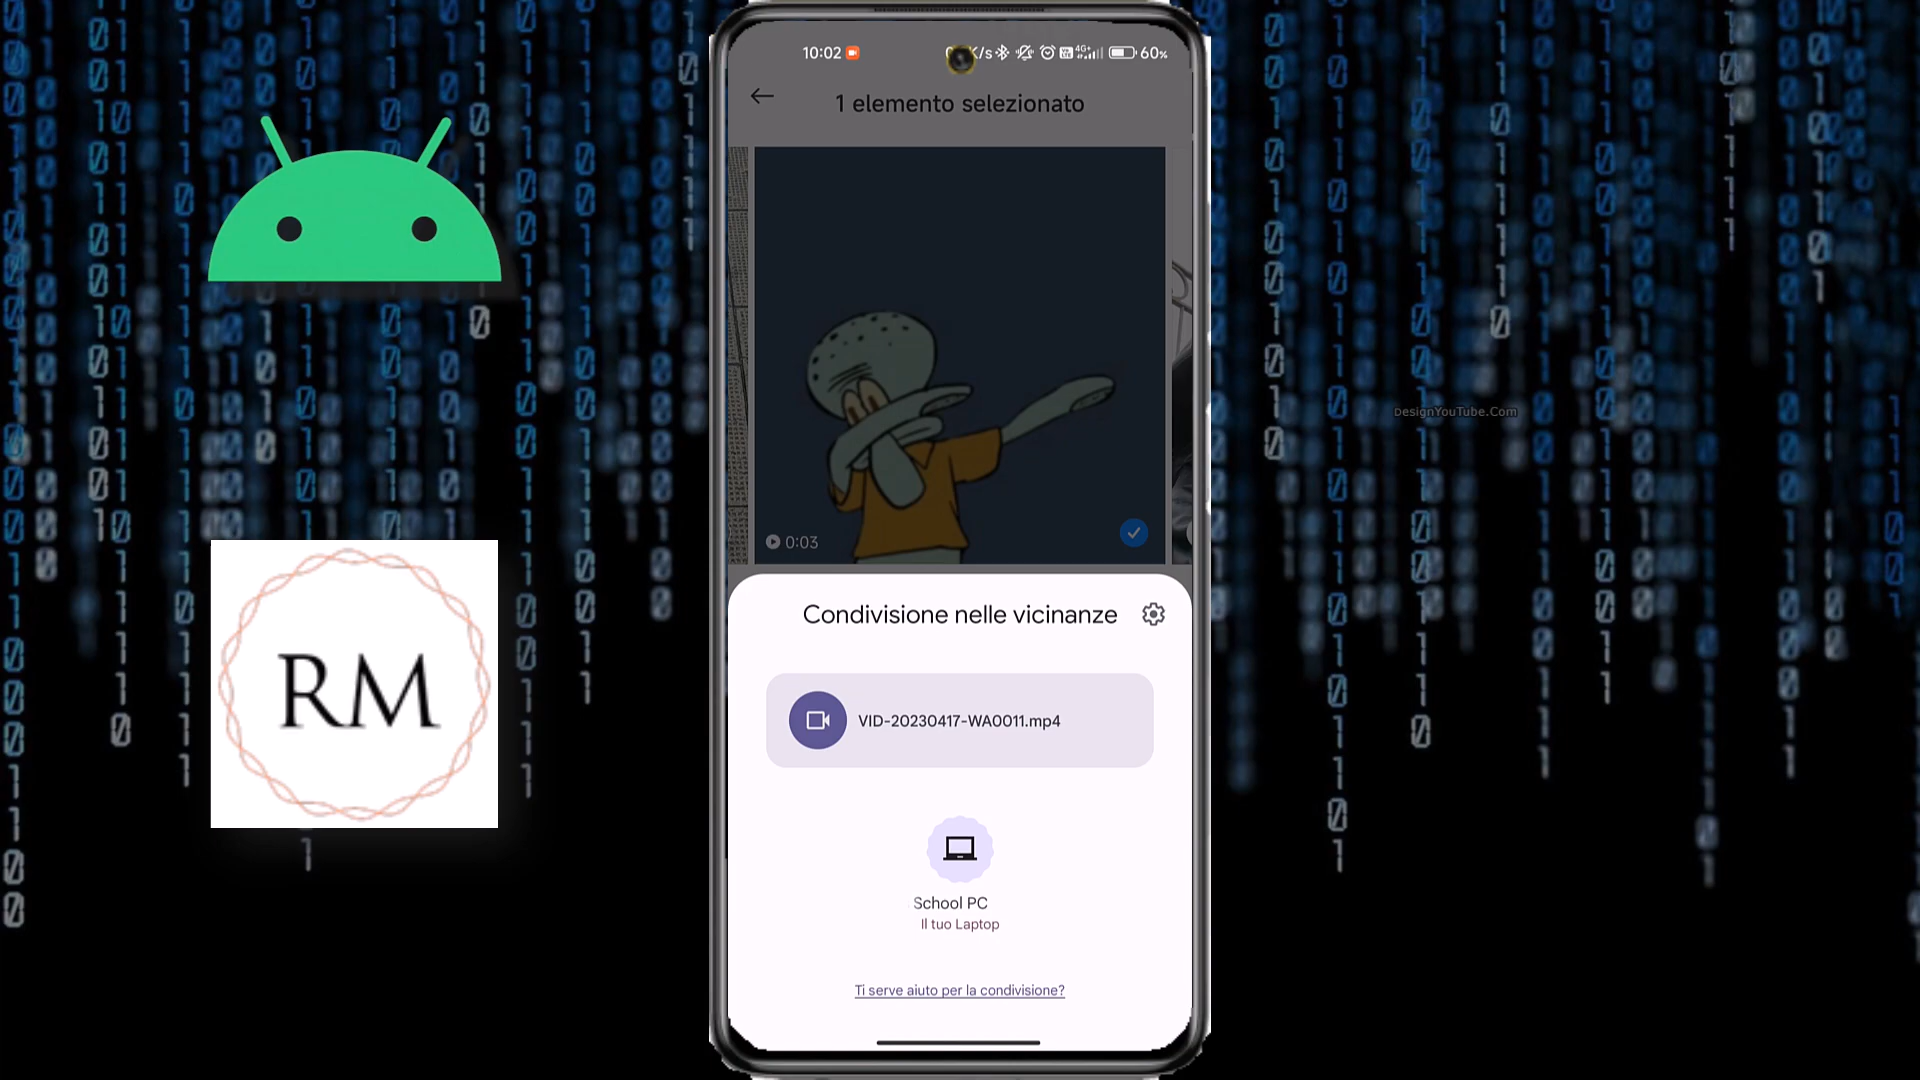 10:02
60%
1 elemento selezionato
0:03
DesignYouTube.Com
RM
Condivisione nelle vicinanze
VID-20230417-WA0011.mp4
School PC
Il tuo Laptop
Ti serve aiuto per la condivisione?